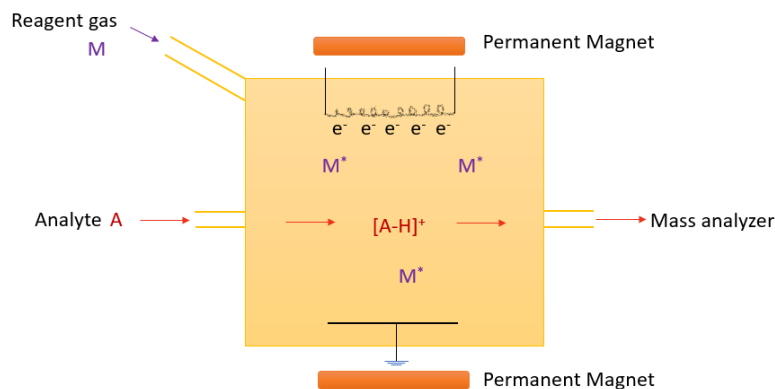 Reagent gas
M
Permanent Magnet
e⁻ e⁻ e⁻ e⁻ e⁻
M* M*
Analyte A
[A-H]⁺
Mass analyzer
M*
Permanent Magnet